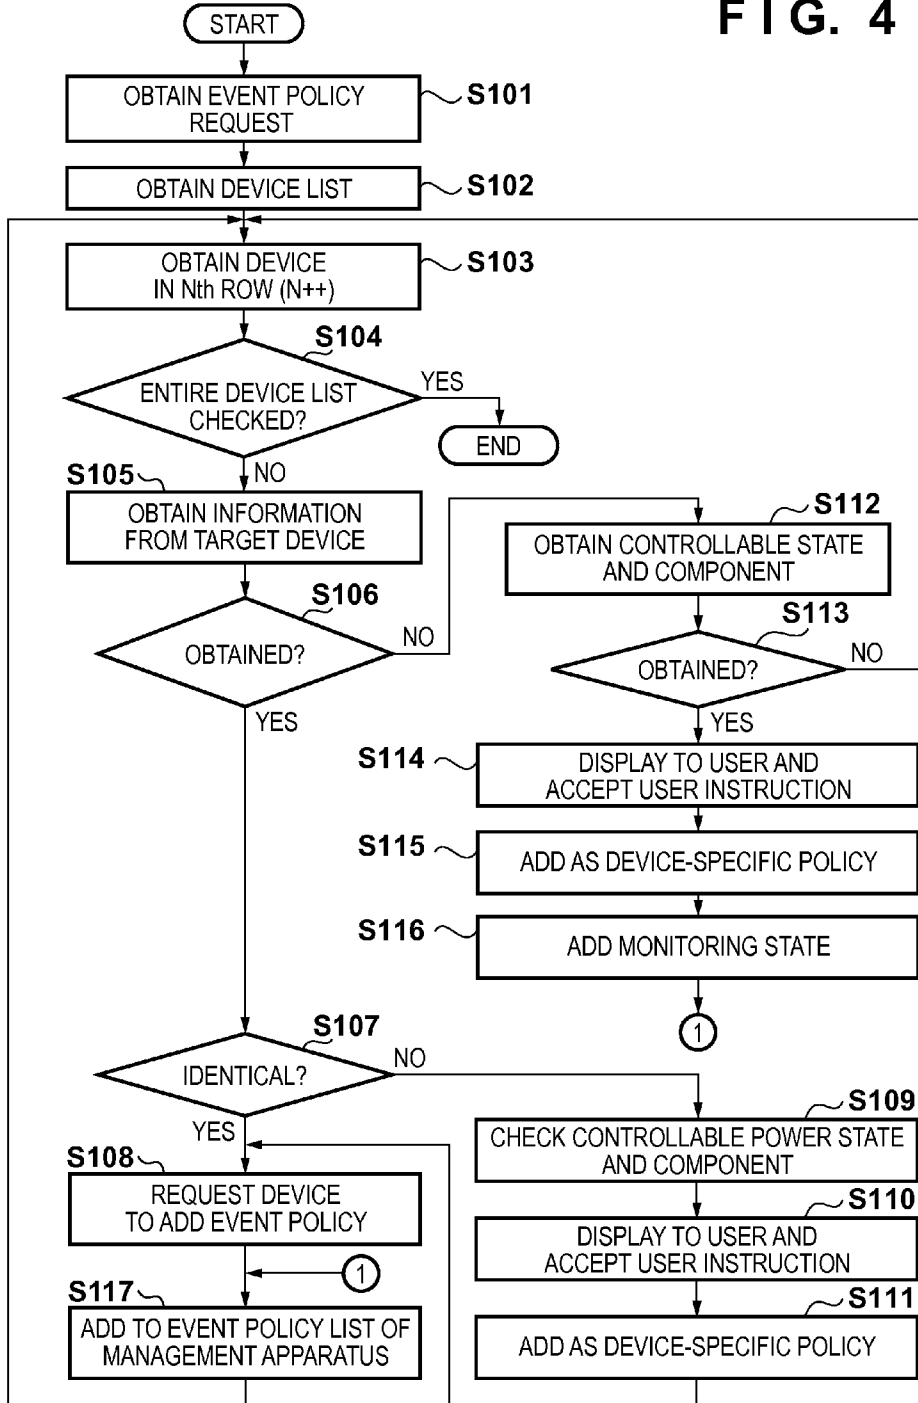 FIG. 4
START
OBTAIN EVENT POLICY
REQUEST
S101
OBTAIN DEVICE LIST
S102
OBTAIN DEVICE
IN Nth ROW (N++)
S103
S104
ENTIRE DEVICE LIST
CHECKED?
YES
END
NO
S105
OBTAIN INFORMATION
FROM TARGET DEVICE
S106
OBTAINED?
NO
YES
S112
OBTAIN CONTROLLABLE STATE
AND COMPONENT
S113
OBTAINED?
NO
YES
S114
DISPLAY TO USER AND
ACCEPT USER INSTRUCTION
S115
ADD AS DEVICE-SPECIFIC POLICY
S116
ADD MONITORING STATE
1
S107
IDENTICAL?
NO
YES
S109
CHECK CONTROLLABLE POWER STATE
AND COMPONENT
S108
REQUEST DEVICE
TO ADD EVENT POLICY
S110
DISPLAY TO USER AND
ACCEPT USER INSTRUCTION
1
S117
ADD TO EVENT POLICY LIST OF
MANAGEMENT APPARATUS
S111
ADD AS DEVICE-SPECIFIC POLICY